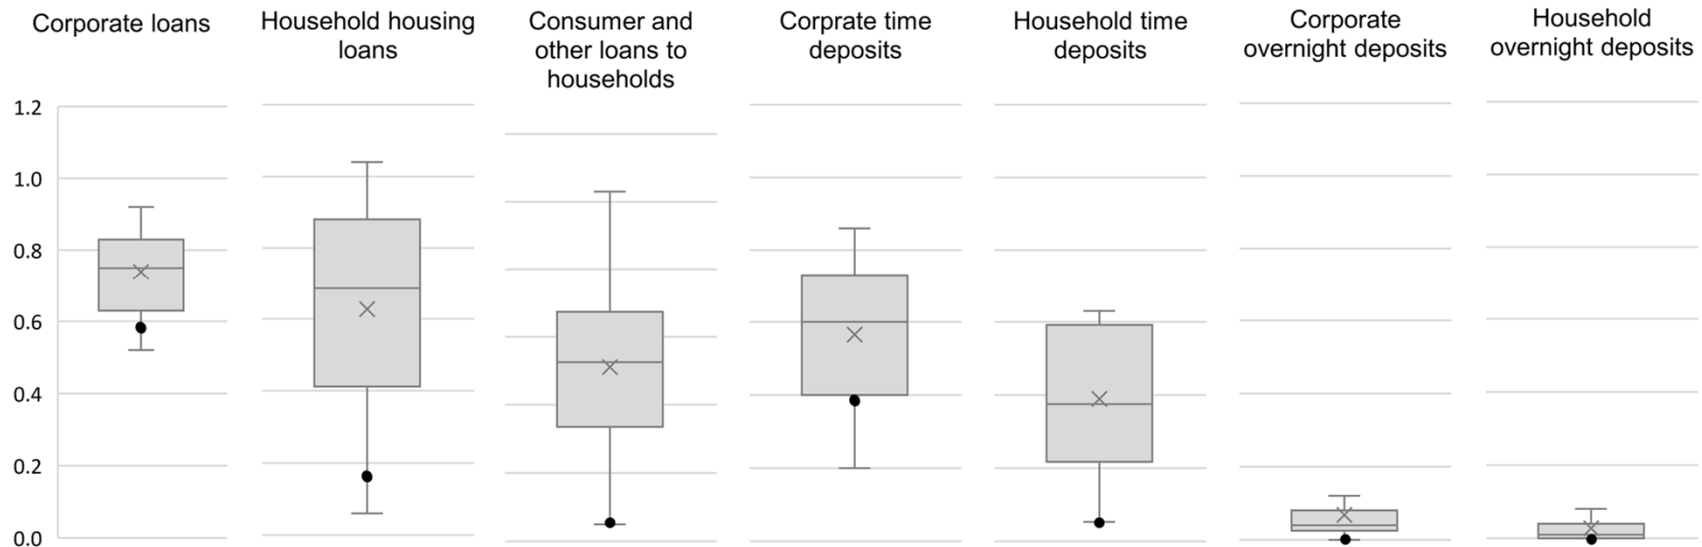 Corporate loans
Household housing
loans
Consumer and
other loans to
households
Corprate time
deposits
Household time
deposits
Corporate
overnight deposits
Household
overnight deposits
1.2
1.0
0.8
0.6
0.4
0.2
0.0